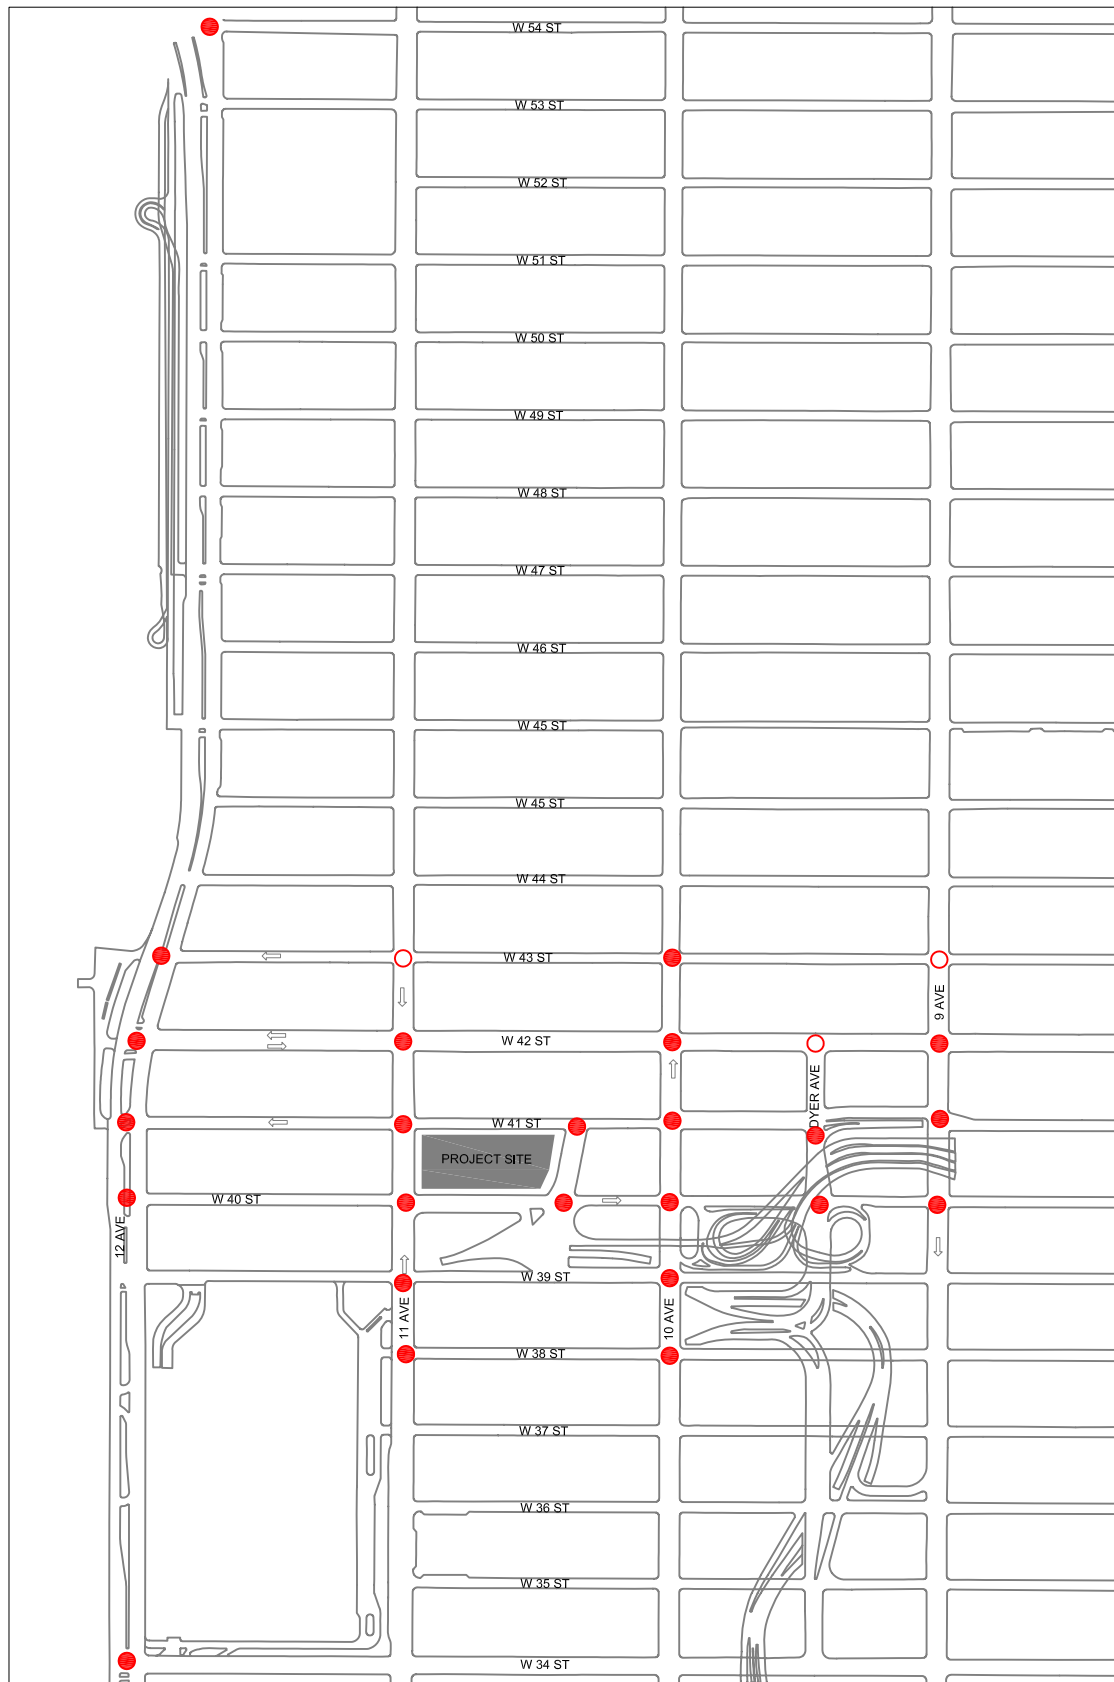 W 54 ST
W 53 ST
W 52 ST
W 51 ST
W 50 ST
W 49 ST
W 48 ST
W 47 ST
W 46 ST
W 45 ST
W 45 ST
W 44 ST
W 43 ST
9 AVE
W 42 ST
DYER AVE
W 41 ST
PROJECT SITE
W 40 ST
12 AVE
W 39 ST
11 AVE
10 AVE
W 38 ST
W 37 ST
W 36 ST
W 35 ST
W 34 ST